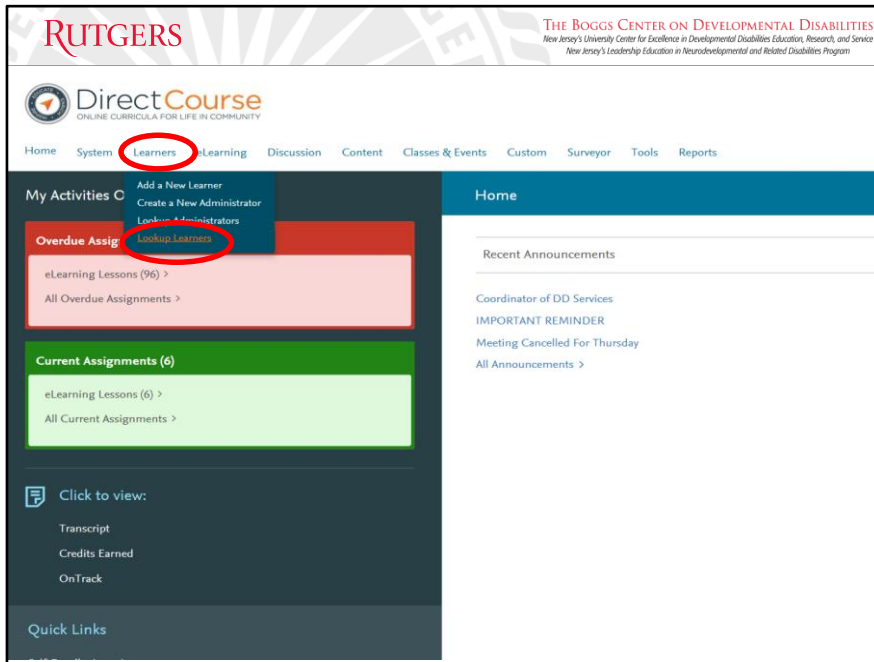 RUTGERS
THE BOGGS CENTER ON DEVELOPMENTAL DISABILITIES
New Jersey's University Center for Excellence in Developmental Disabilities Education, Research, and Service
New Jersey's Leadership Education in Neurodevelopmental and Related Disabilities Program
DirectCourse
ONLINE CURRICULA FOR LIFE IN COMMUNITY
Home System Learners eLearning Discussion Content Classes & Events Custom Surveyor Tools Reports
Add a New Learner
Create a New Administrator
Lookup Administrators
Lookup Learners
My Activities O
Overdue Assig
eLearning Lessons (96) >
All Overdue Assignments >
Current Assignments (6)
eLearning Lessons (6) >
All Current Assignments >
Click to view:
Transcript
Credits Earned
OnTrack
Quick Links
Home
Recent Announcements
Coordinator of DD Services
IMPORTANT REMINDER
Meeting Cancelled For Thursday
All Announcements >